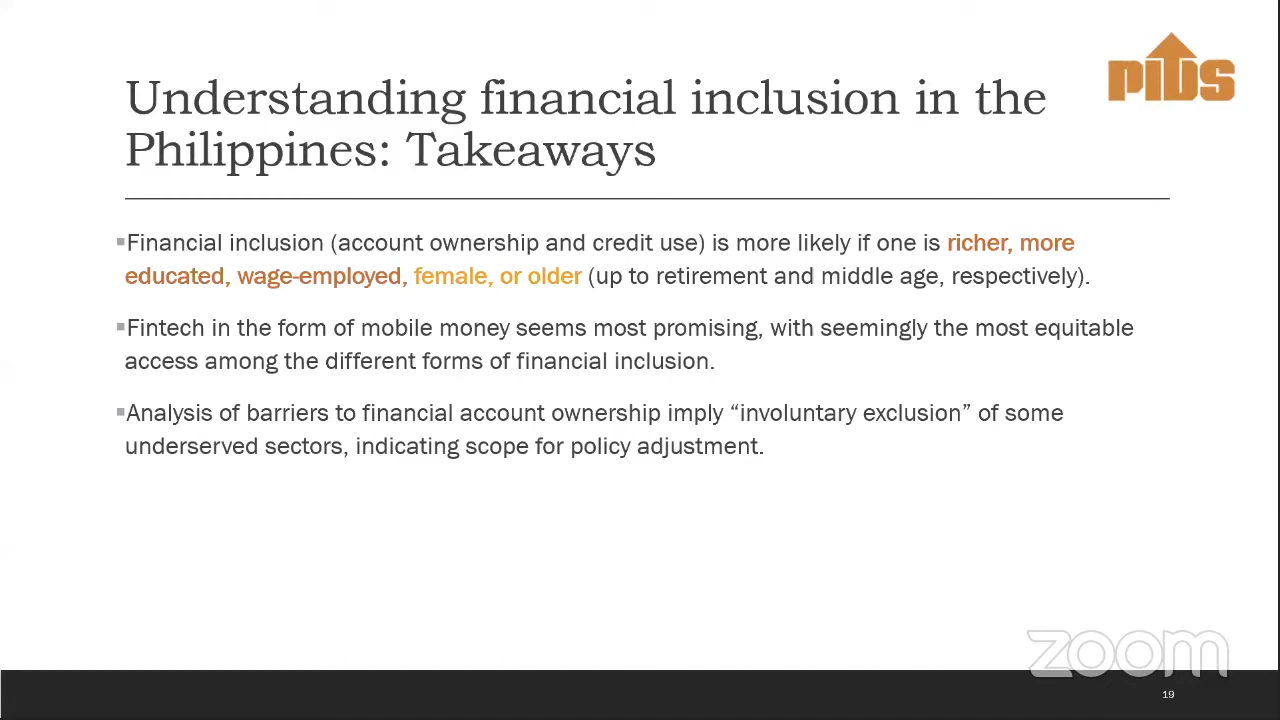 PIDS
Understanding financial inclusion in the
Philippines: Takeaways
▪Financial inclusion (account ownership and credit use) is more likely if one is richer, more
educated, wage-employed, female, or older (up to retirement and middle age, respectively).
▪Fintech in the form of mobile money seems most promising, with seemingly the most equitable
access among the different forms of financial inclusion.
▪Analysis of barriers to financial account ownership imply “involuntary exclusion” of some
underserved sectors, indicating scope for policy adjustment.
zoom
19